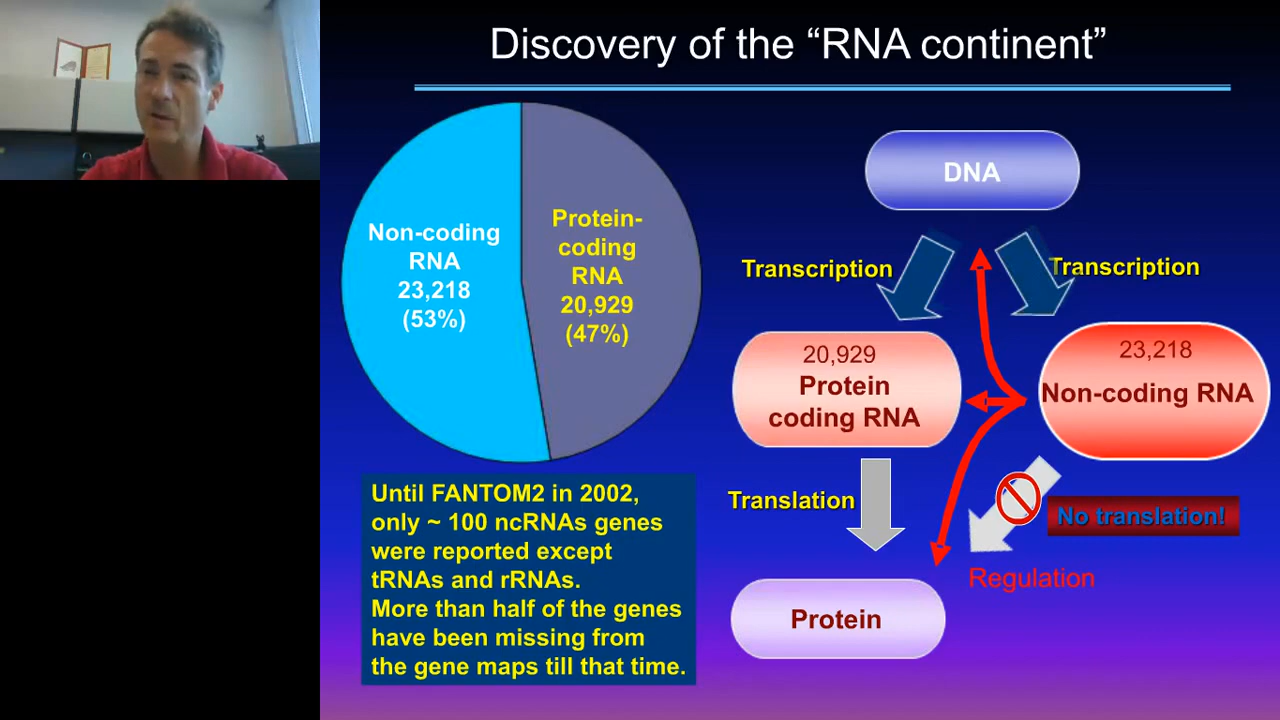 Discovery of the “RNA continent”
Non-coding
RNA
23,218
(53%)
Protein-
coding
RNA
20,929
(47%)
Until FANTOM2 in 2002,
only ~ 100 ncRNAs genes
were reported except
tRNAs and rRNAs.
More than half of the genes
have been missing from
the gene maps till that time.
DNA
Transcription
Transcription
20,929
Protein
coding RNA
23,218
Non-coding RNA
Translation
No translation!
Regulation
Protein